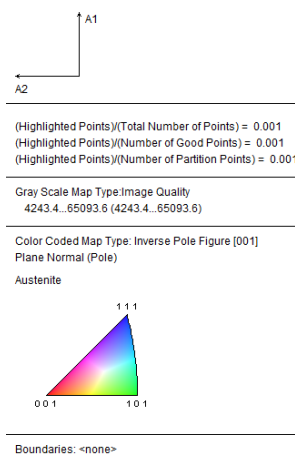 A1
A2
(Highlighted Points)/(Total Number of Points) = 0.001
(Highlighted Points)/(Number of Good Points) = 0.001
(Highlighted Points)/(Number of Partition Points) = 0.001
Gray Scale Map Type:Image Quality
4243.4...65093.6 (4243.4...65093.6)
Color Coded Map Type: Inverse Pole Figure [001]
Plane Normal (Pole)
Austenite
1 1 1
0 0 1 1 0 1
Boundaries: <none>